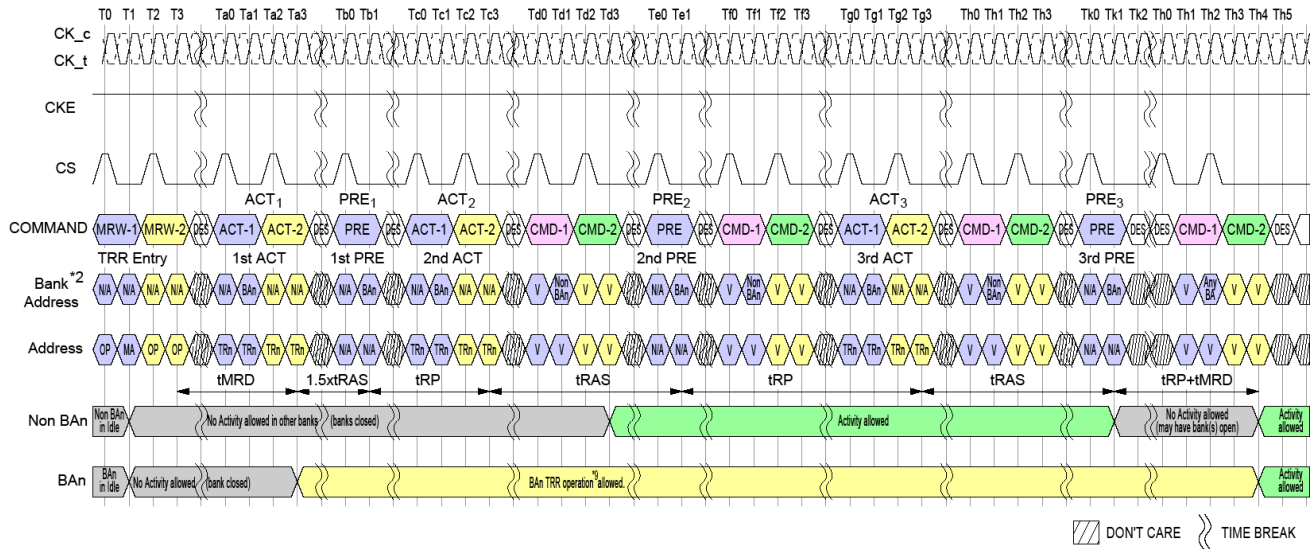 T0 T1 T2 T3 Ta0 Ta1 Ta2 Ta3 Tb0 Tb1 Tc0 Tc1 Tc2 Tc3 Td0 Td1 Td2 Td3 Te0 Te1 Tf0 Tf1 Tf2 Tf3 Tg0 Tg1 Tg2 Tg3 Th0 Th1 Th2 Th3 Tk0 Tk1 Tk2 Th0 Th1 Th2 Th3 Th4 Th5
CK_c
CK_t
CKE
CS
ACT1 PRE1 ACT2 PRE2 ACT3 PRE3
COMMAND MRW-1 MRW-2 DES ACT-1 ACT-2 DES PRE DES ACT-1 ACT-2 DES CMD-1 CMD-2 DES PRE DES CMD-1 CMD-2 DES ACT-1 ACT-2 DES CMD-1 CMD-2 DES PRE DES DES CMD-1 CMD-2 DES
TRR Entry 1st ACT 1st PRE 2nd ACT 2nd PRE 3rd ACT 3rd PRE
Bank*2 Address N/A N/A N/A N/A N/A BAn N/A N/A N/A BAn N/A BAn N/A N/A V Non BAn V V N/A BAn V Non BAn V V N/A BAn N/A N/A V Non BAn V V N/A BAn V Any BA V V
Address OP MA OP OP TRn TRn TRn TRn N/A N/A TRn TRn TRn TRn V V V V N/A N/A V V V V TRn TRn TRn TRn V V V V N/A N/A V V V V
tMRD 1.5xtRAS tRP tRAS tRP tRAS tRP+tMRD
Non BAn Non BAn in Idle No Activity allowed in other banks (banks closed) Activity allowed No Activity allowed (may have bank(s) open) Activity allowed
BAn BAn in Idle No Activity allowed (bank closed) BAn TRR operation*9 allowed. Activity allowed
DON'T CARE TIME BREAK